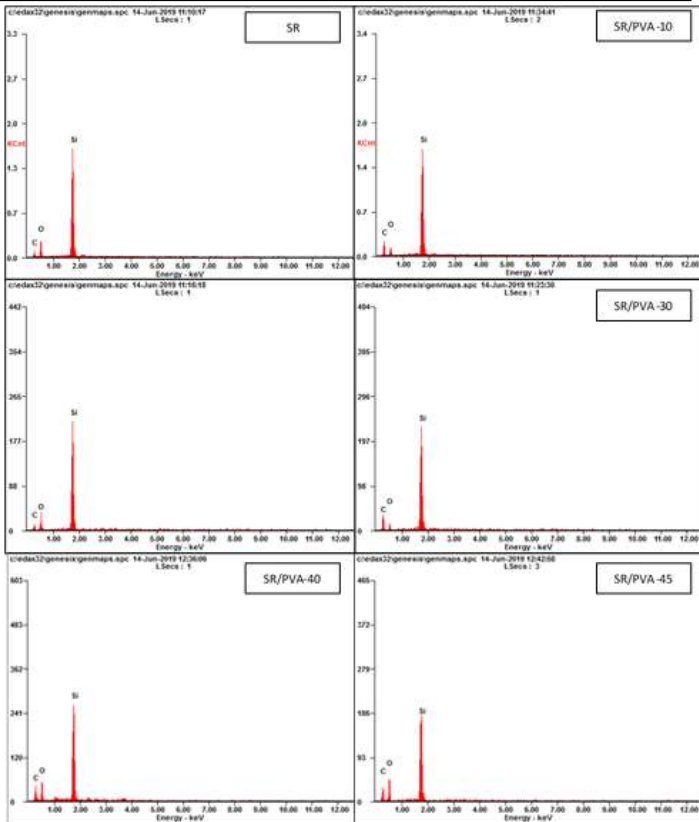 c:\edax32\genesis\genmaps.spc 14-Jun-2019 11:10:17
LSecs : 1
SR
3.3
2.7
2.0
KCnt
1.3
0.7
0.0
C
O
Si
1.00 2.00 3.00 4.00 5.00 6.00 7.00 8.00 9.00 10.00 11.00 12.00
Energy - keV
c:\edax32\genesis\genmaps.spc 14-Jun-2019 11:34:41
LSecs : 2
SR/PVA-10
3.4
2.7
2.0
KCnt
1.4
0.7
0.0
C
O
Si
1.00 2.00 3.00 4.00 5.00 6.00 7.00 8.00 9.00 10.00 11.00 12.00
Energy - keV
c:\edax32\genesis\genmaps.spc 14-Jun-2019
LSecs : 1
442
354
265
177
88
0
C
O
Si
1.00 2.00 3.00 4.00 5.00 6.00 7.00 8.00 9.00 10.00 11.00 12.00
Energy - keV
c:\edax32\genesis\genmaps.spc 14-Jun-2019
LSecs : 1
SR/PVA-30
494
395
296
197
98
0
C
O
Si
1.00 2.00 3.00 4.00 5.00 6.00 7.00 8.00 9.00 10.00 11.00 12.00
Energy - keV
c:\edax32\genesis\genmaps.spc 14-Jun-2019
LSecs : 1
SR/PVA-40
603
483
362
241
120
0
C
O
Si
1.00 2.00 3.00 4.00 5.00 6.00 7.00 8.00 9.00 10.00 11.00 12.00
Energy - keV
c:\edax32\genesis\genmaps.spc 14-Jun-2019
LSecs : 3
SR/PVA-45
465
372
279
186
93
0
C
O
Si
1.00 2.00 3.00 4.00 5.00 6.00 7.00 8.00 9.00 10.00 11.00 12.00
Energy - keV